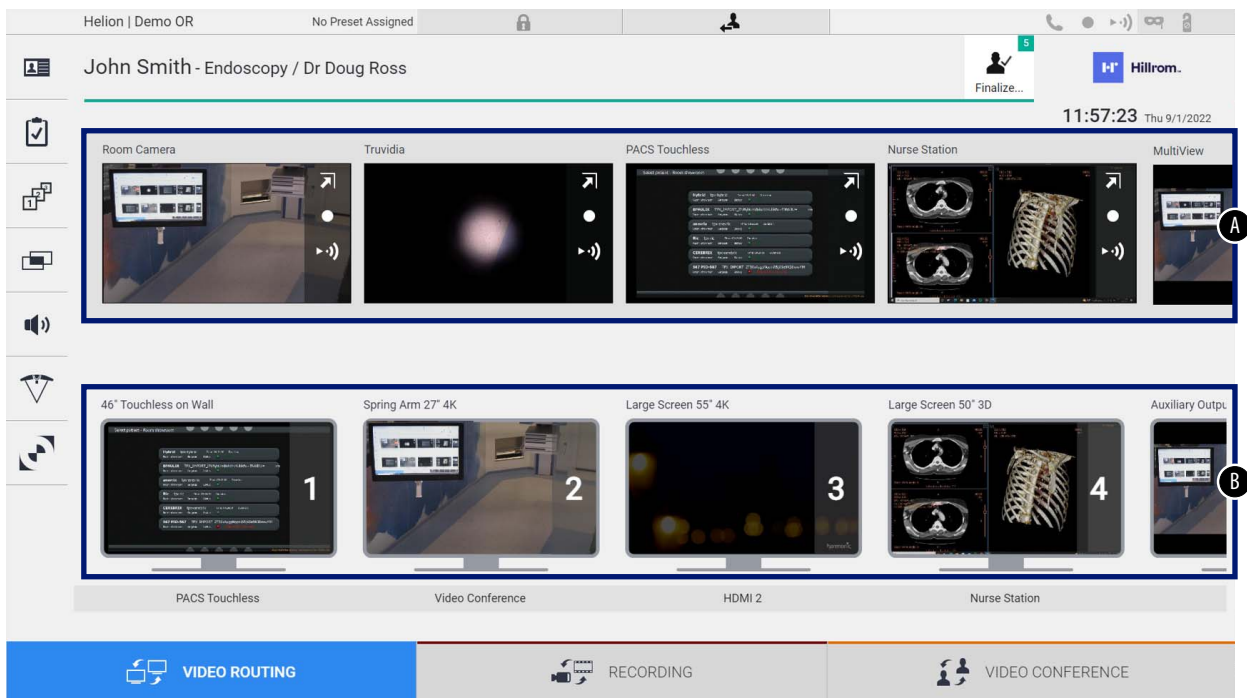 Helion | Demo OR
No Preset Assigned
John Smith - Endoscopy / Dr Doug Ross
5
Finalize...
Hillrom™
11:57:23 Thu 9/1/2022
Room Camera
Truvidia
PACS Touchless
Nurse Station
MultiView
A
46" Touchless on Wall
Spring Arm 27" 4K
Large Screen 55" 4K
Large Screen 50" 3D
Auxiliary Outpu
1
2
3
4
B
PACS Touchless
Video Conference
HDMI 2
Nurse Station
VIDEO ROUTING
RECORDING
VIDEO CONFERENCE